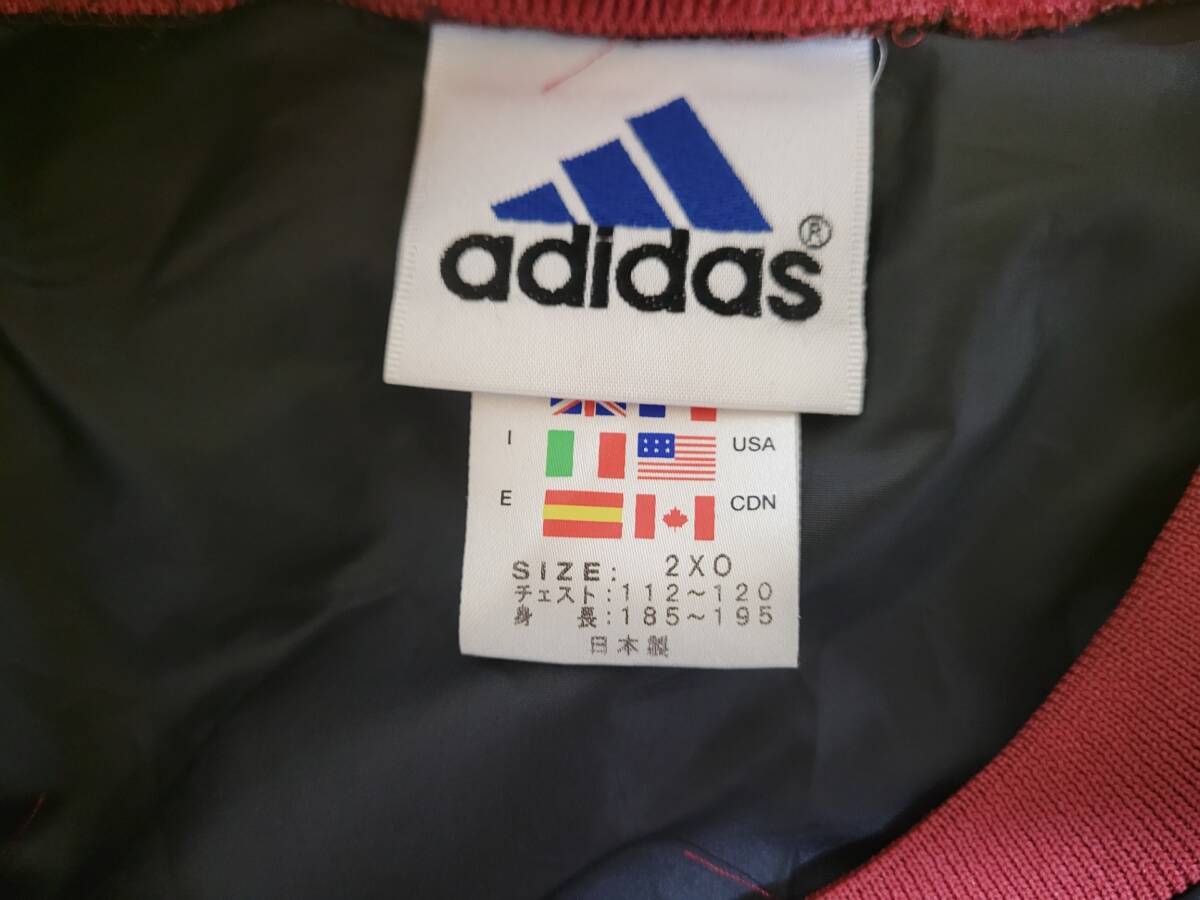 adidas®
I USA
E CDN
SIZE: 2XO
チェスト:112～120
身 長:185～195
日本製